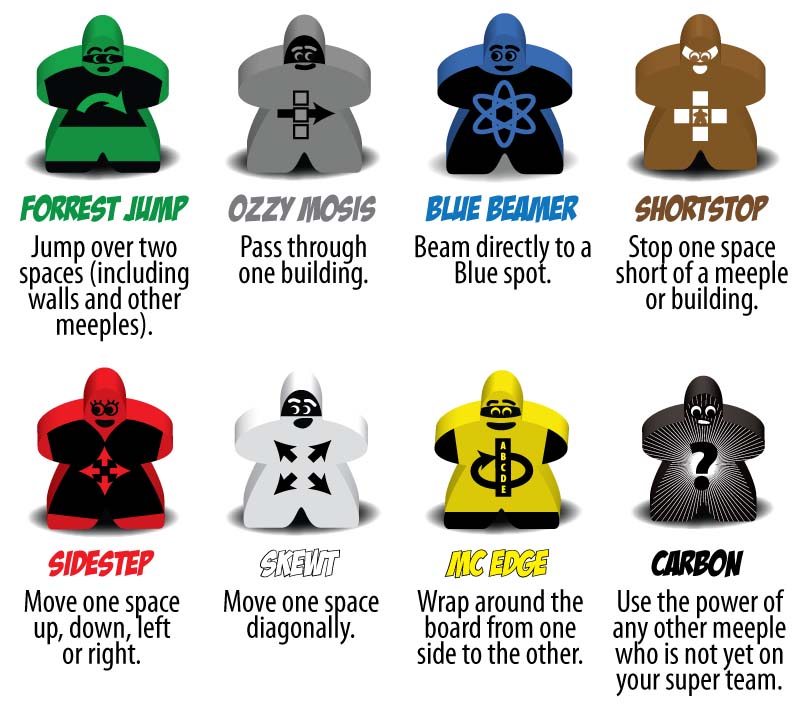 FORREST JUMP
Jump over two
spaces (including
walls and other
meeples).
OZZY MOSIS
Pass through
one building.
BLUE BEAMER
Beam directly to a
Blue spot.
SHORTSTOP
Stop one space
short of a meeple
or building.
?
A
B
C
D
E
SIDESTEP
Move one space
up, down, left
or right.
SKEWT
Move one space
diagonally.
MC EDGE
Wrap around the
board from one
side to the other.
CARBON
Use the power of
any other meeple
who is not yet on
your super team.